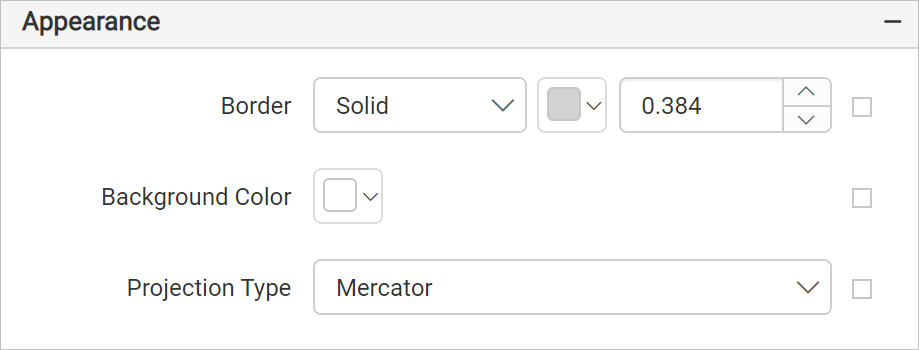 Appearance
Border Solid 0.384
Background Color
Projection Type Mercator